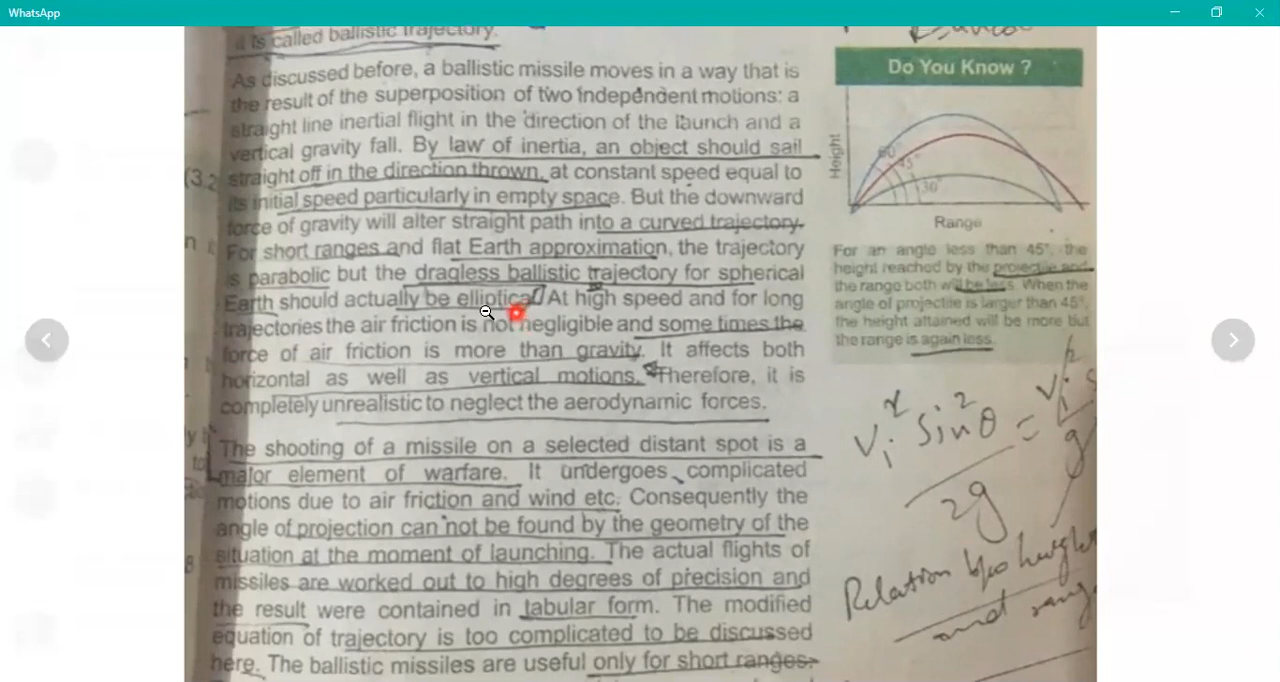 WhatsApp
it is called ballistic trajectory.
As discussed before, a ballistic missile moves in a way that is
the result of the superposition of two independent motions: a
straight line inertial flight in the direction of the launch and a
vertical gravity fall. By law of inertia, an object should sail
straight off in the direction thrown, at constant speed equal to
its initial speed particularly in empty space. But the downward
force of gravity will alter straight path into a curved trajectory.
For short ranges and flat Earth approximation, the trajectory
is parabolic but the dragless ballistic trajectory for spherical
Earth should actually be elliptical. At high speed and for long
trajectories the air friction is not negligible and some times the
force of air friction is more than gravity. It affects both
horizontal as well as vertical motions. Therefore, it is
completely unrealistic to neglect the aerodynamic forces.
The shooting of a missile on a selected distant spot is a
major element of warfare. It undergoes complicated
motions due to air friction and wind etc. Consequently the
angle of projection can not be found by the geometry of the
situation at the moment of launching. The actual flights of
missiles are worked out to high degrees of precision and
the result were contained in tabular form. The modified
equation of trajectory is too complicated to be discussed
here. The ballistic missiles are useful only for short ranges.
(3.2
Do You Know ?
Height
60°
45°
30°
Range
For an angle less than 45°, the
height reached by the projectile and
the range both will be less. When the
angle of projectile is larger than 45°,
the height attained will be more but
the range is again less.
Vi² Sin²θ =
2g
g
Relation b/w height
and range